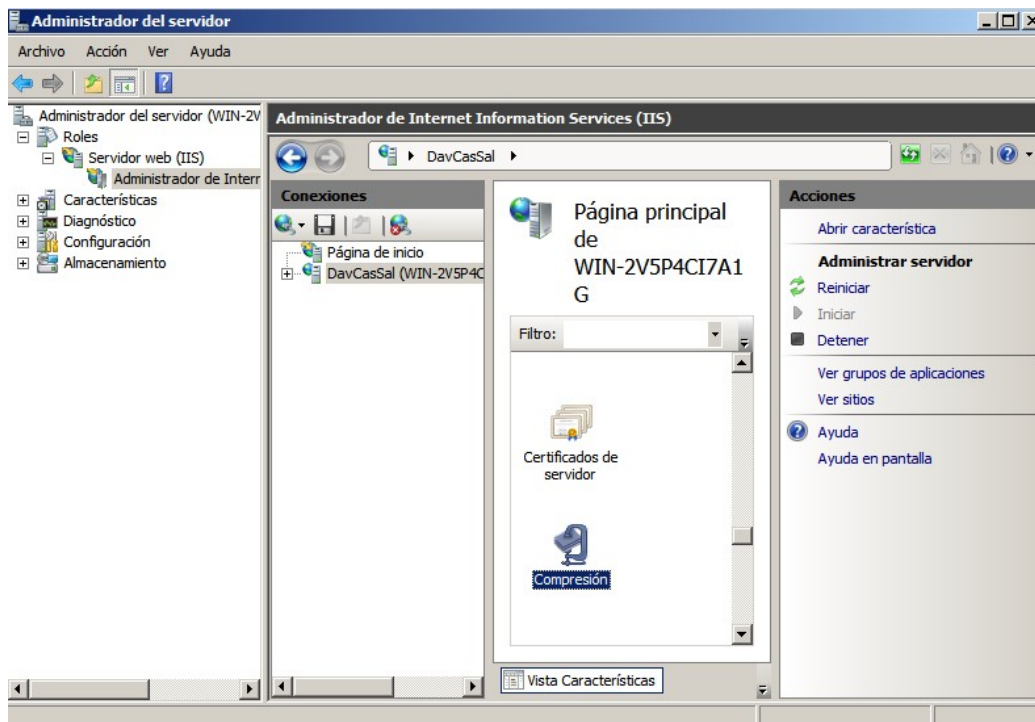 Administrador del servidor
Archivo Acción Ver Ayuda
Administrador del servidor (WIN-2V
Roles
Servidor web (IIS)
Administrador de Interr
Características
Diagnóstico
Configuración
Almacenamiento
Administrador de Internet Information Services (IIS)
DavCasSal
Conexiones
Página de inicio
DavCasSal (WIN-2V5P4C
Página principal
de
WIN-2V5P4CI7A1
G
Filtro:
Certificados de
servidor
Compresión
Vista Características
Acciones
Abrir característica
Administrar servidor
Reiniciar
Iniciar
Detener
Ver grupos de aplicaciones
Ver sitios
Ayuda
Ayuda en pantalla